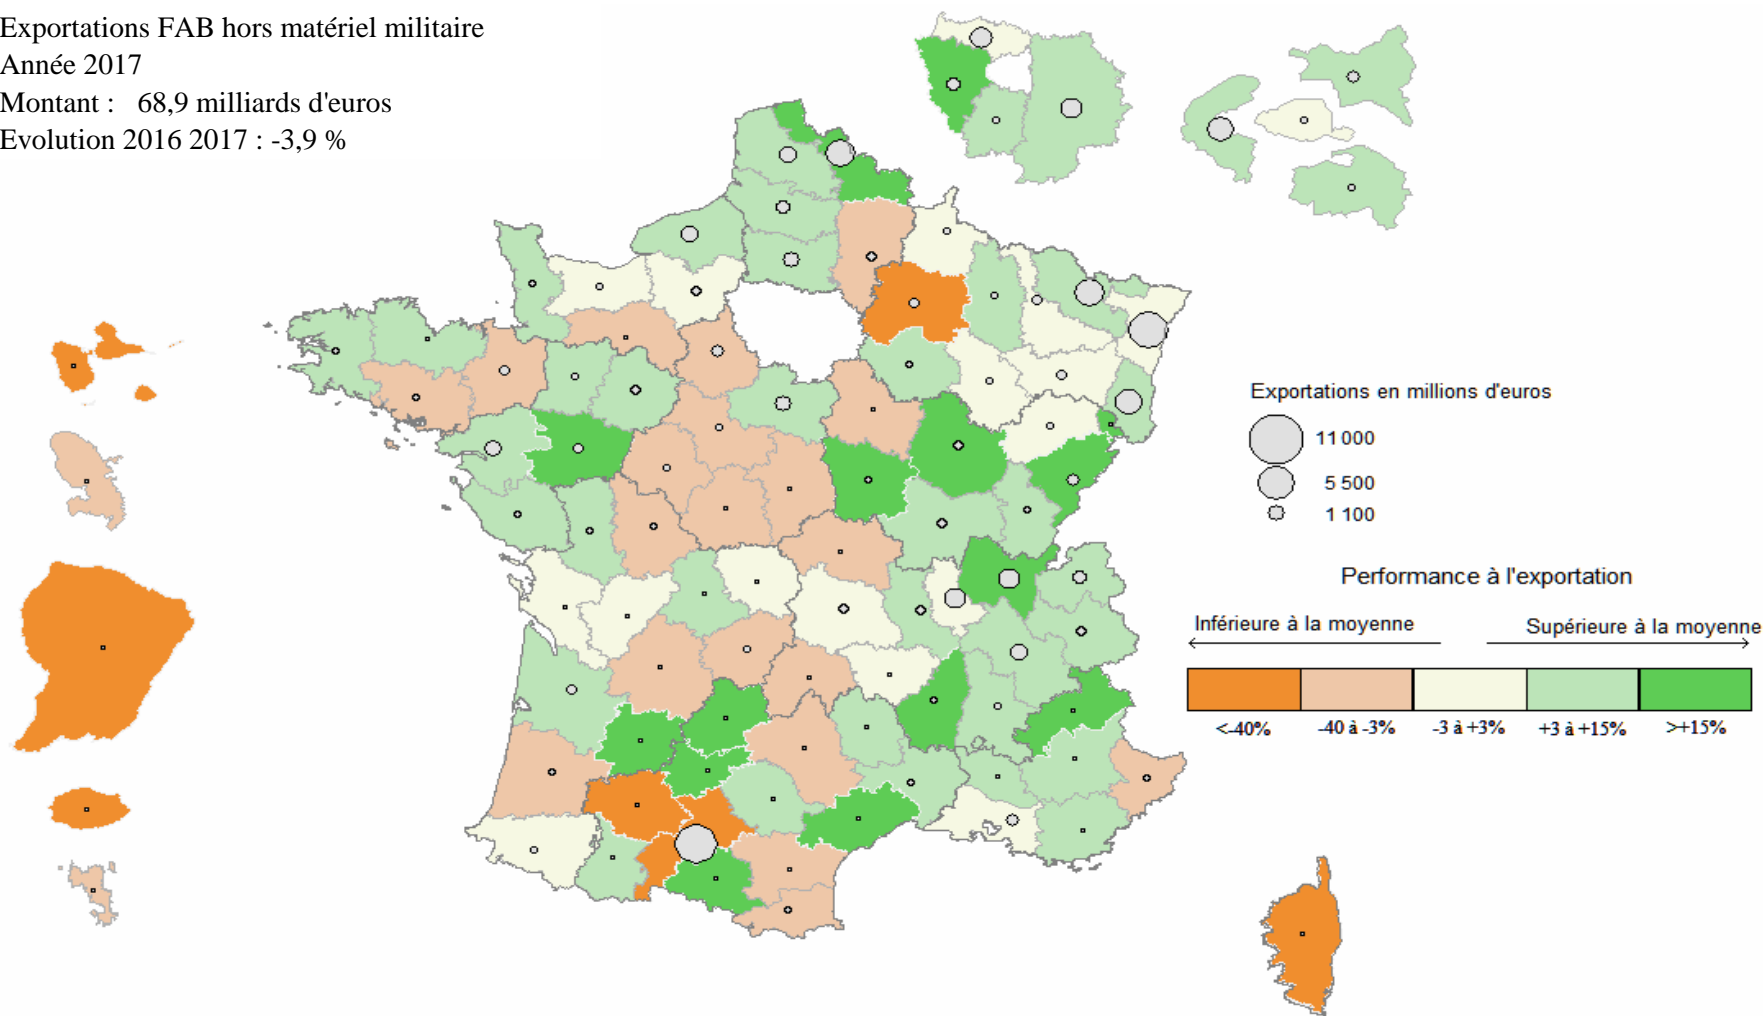 Exportations FAB hors matériel militaire
Année 2017
Montant : 68,9 milliards d'euros
Evolution 2016 2017 : -3,9 %
Exportations en millions d'euros
11 000
5 500
1 100
Performance à l'exportation
Inférieure à la moyenne
Supérieure à la moyenne
<-40%
-40 à -3%
-3 à +3%
+3 à +15%
>+15%